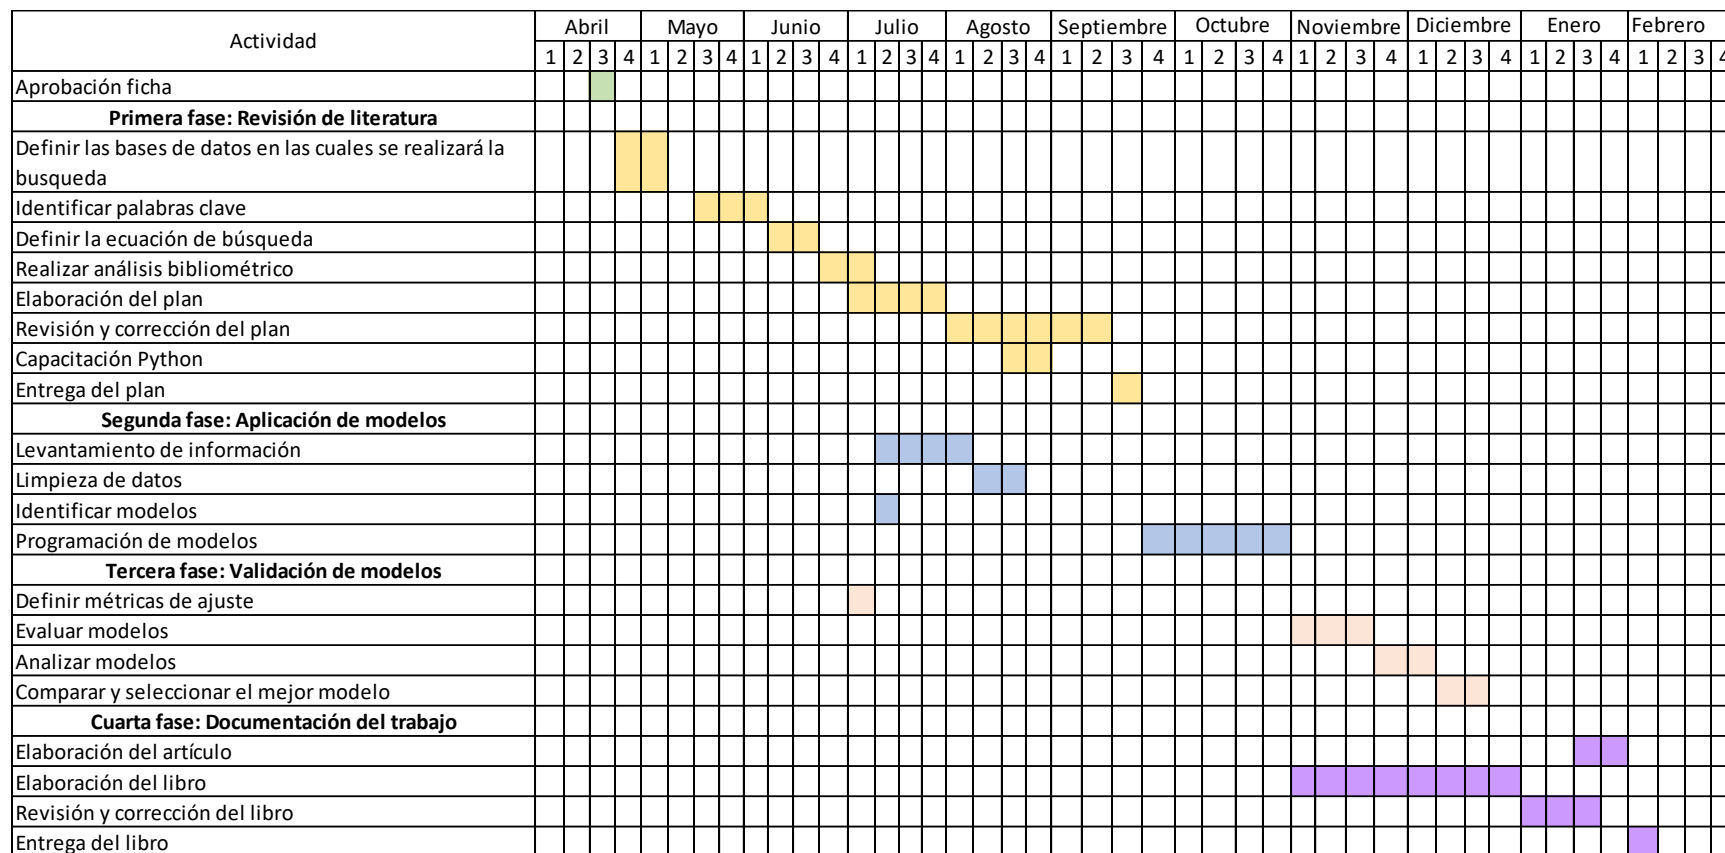 Actividad
Abril Mayo Junio Julio Agosto Septiembre Octubre Noviembre Diciembre Enero Febrero
1 2 3 4 1 2 3 4 1 2 3 4 1 2 3 4 1 2 3 4 1 2 3 4 1 2 3 4 1 2 3 4 1 2 3 4 1 2 3 4 1 2 3 4
Aprobación ficha
Primera fase: Revisión de literatura
Definir las bases de datos en las cuales se realizará la
busqueda
Identificar palabras clave
Definir la ecuación de búsqueda
Realizar análisis bibliométrico
Elaboración del plan
Revisión y corrección del plan
Capacitación Python
Entrega del plan
Segunda fase: Aplicación de modelos
Levantamiento de información
Limpieza de datos
Identificar modelos
Programación de modelos
Tercera fase: Validación de modelos
Definir métricas de ajuste
Evaluar modelos
Analizar modelos
Comparar y seleccionar el mejor modelo
Cuarta fase: Documentación del trabajo
Elaboración del artículo
Elaboración del libro
Revisión y corrección del libro
Entrega del libro